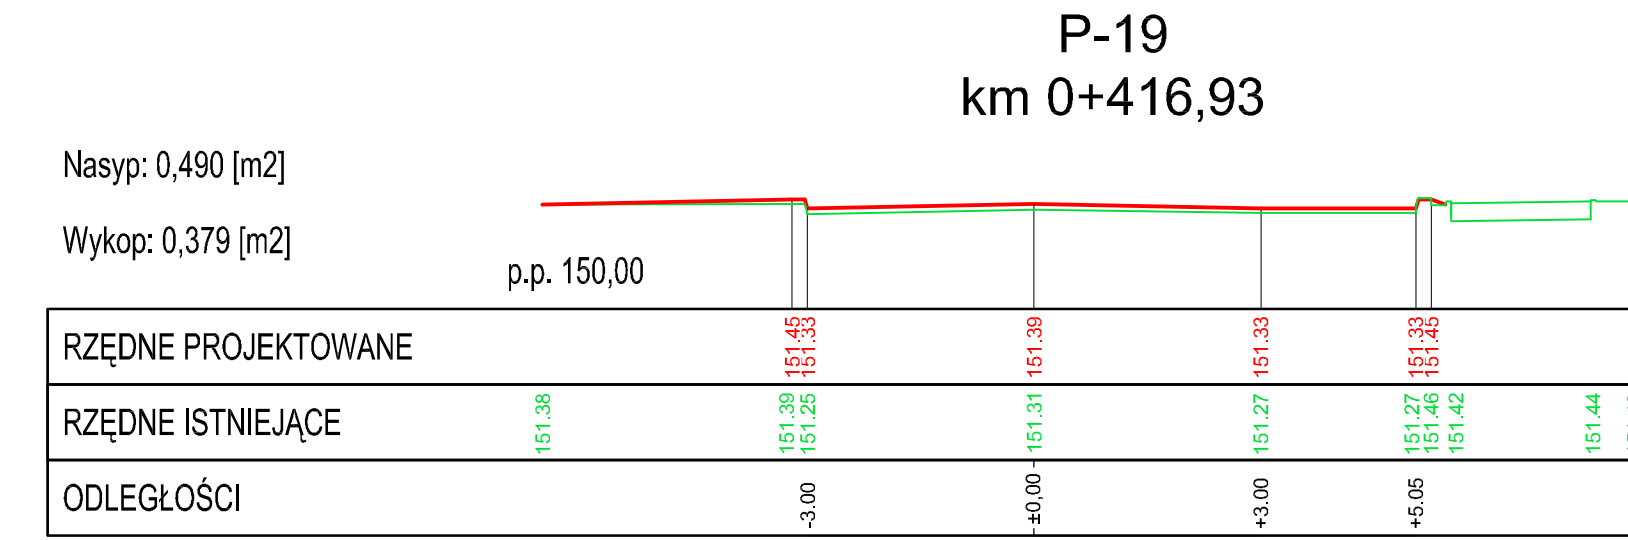 P-19
km 0+416,93
Nasyp: 0,490 [m2]
Wykop: 0,379 [m2]
p.p. 150,00
RZĘDNE PROJEKTOWANE 151.45 151.33 151.39 151.33 151.33 151.45
RZĘDNE ISTNIEJĄCE 151.38 151.39 151.25 151.31 151.27 151.27 151.46 151.42 151.44
ODLEGŁOŚCI -3.00 ±0,00 +3.00 +5.05